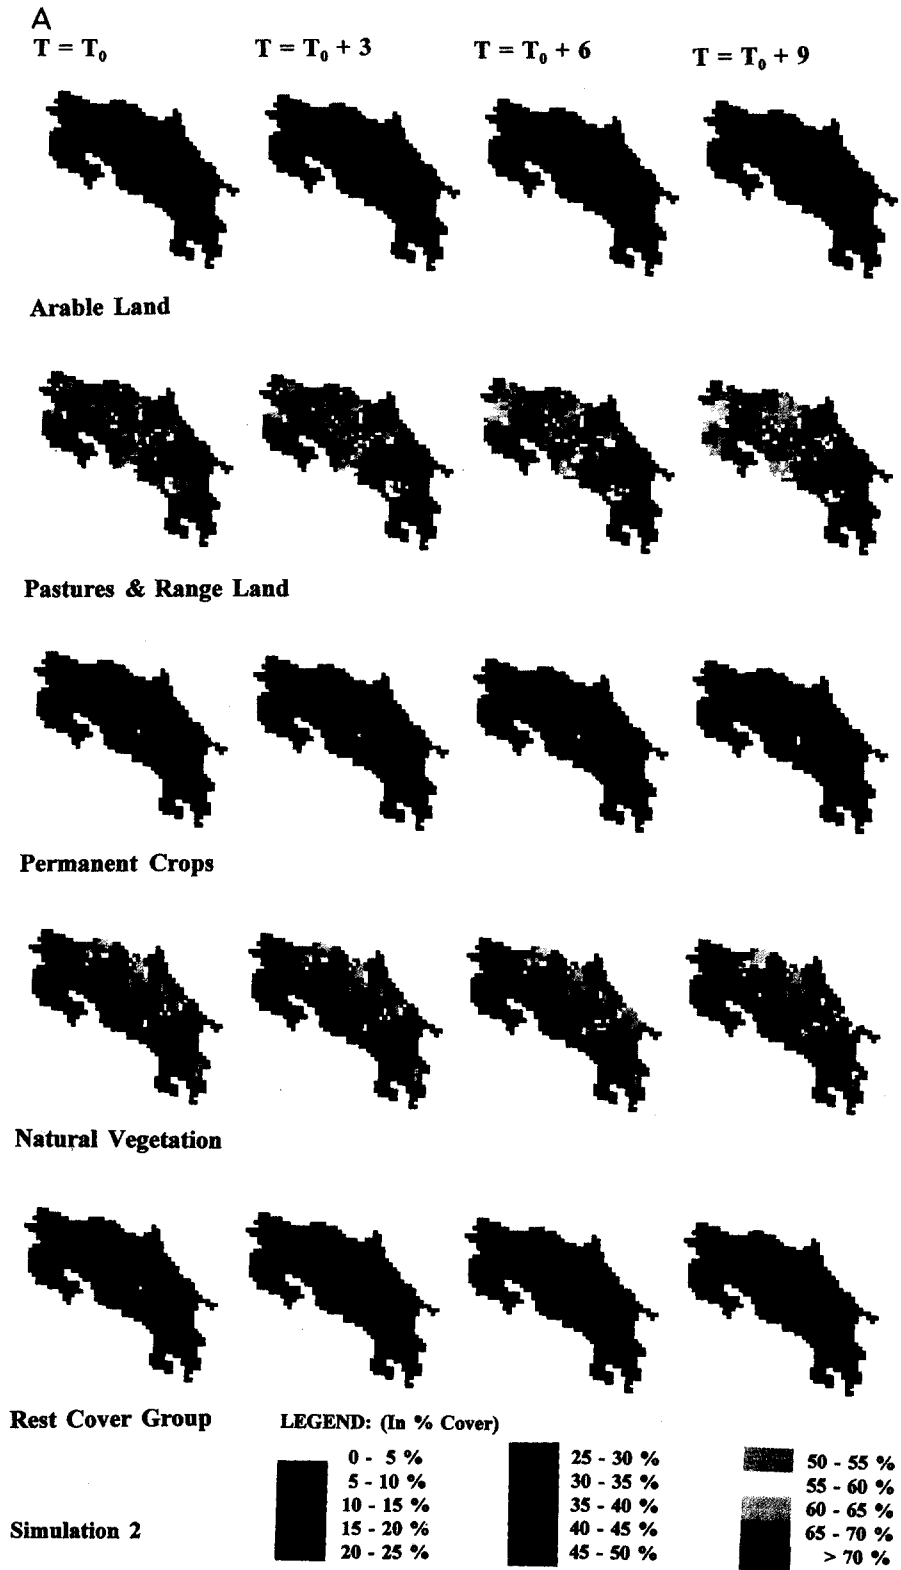 A
T = T0    T = T0 + 3    T = T0 + 6    T = T0 + 9
Arable Land
Pastures & Range Land
Permanent Crops
Natural Vegetation
Rest Cover Group
LEGEND: (In % Cover)
0 - 5 %    25 - 30 %    50 - 55 %
5 - 10 %    30 - 35 %    55 - 60 %
10 - 15 %    35 - 40 %    60 - 65 %
15 - 20 %    40 - 45 %    65 - 70 %
20 - 25 %    45 - 50 %    > 70 %
Simulation 2